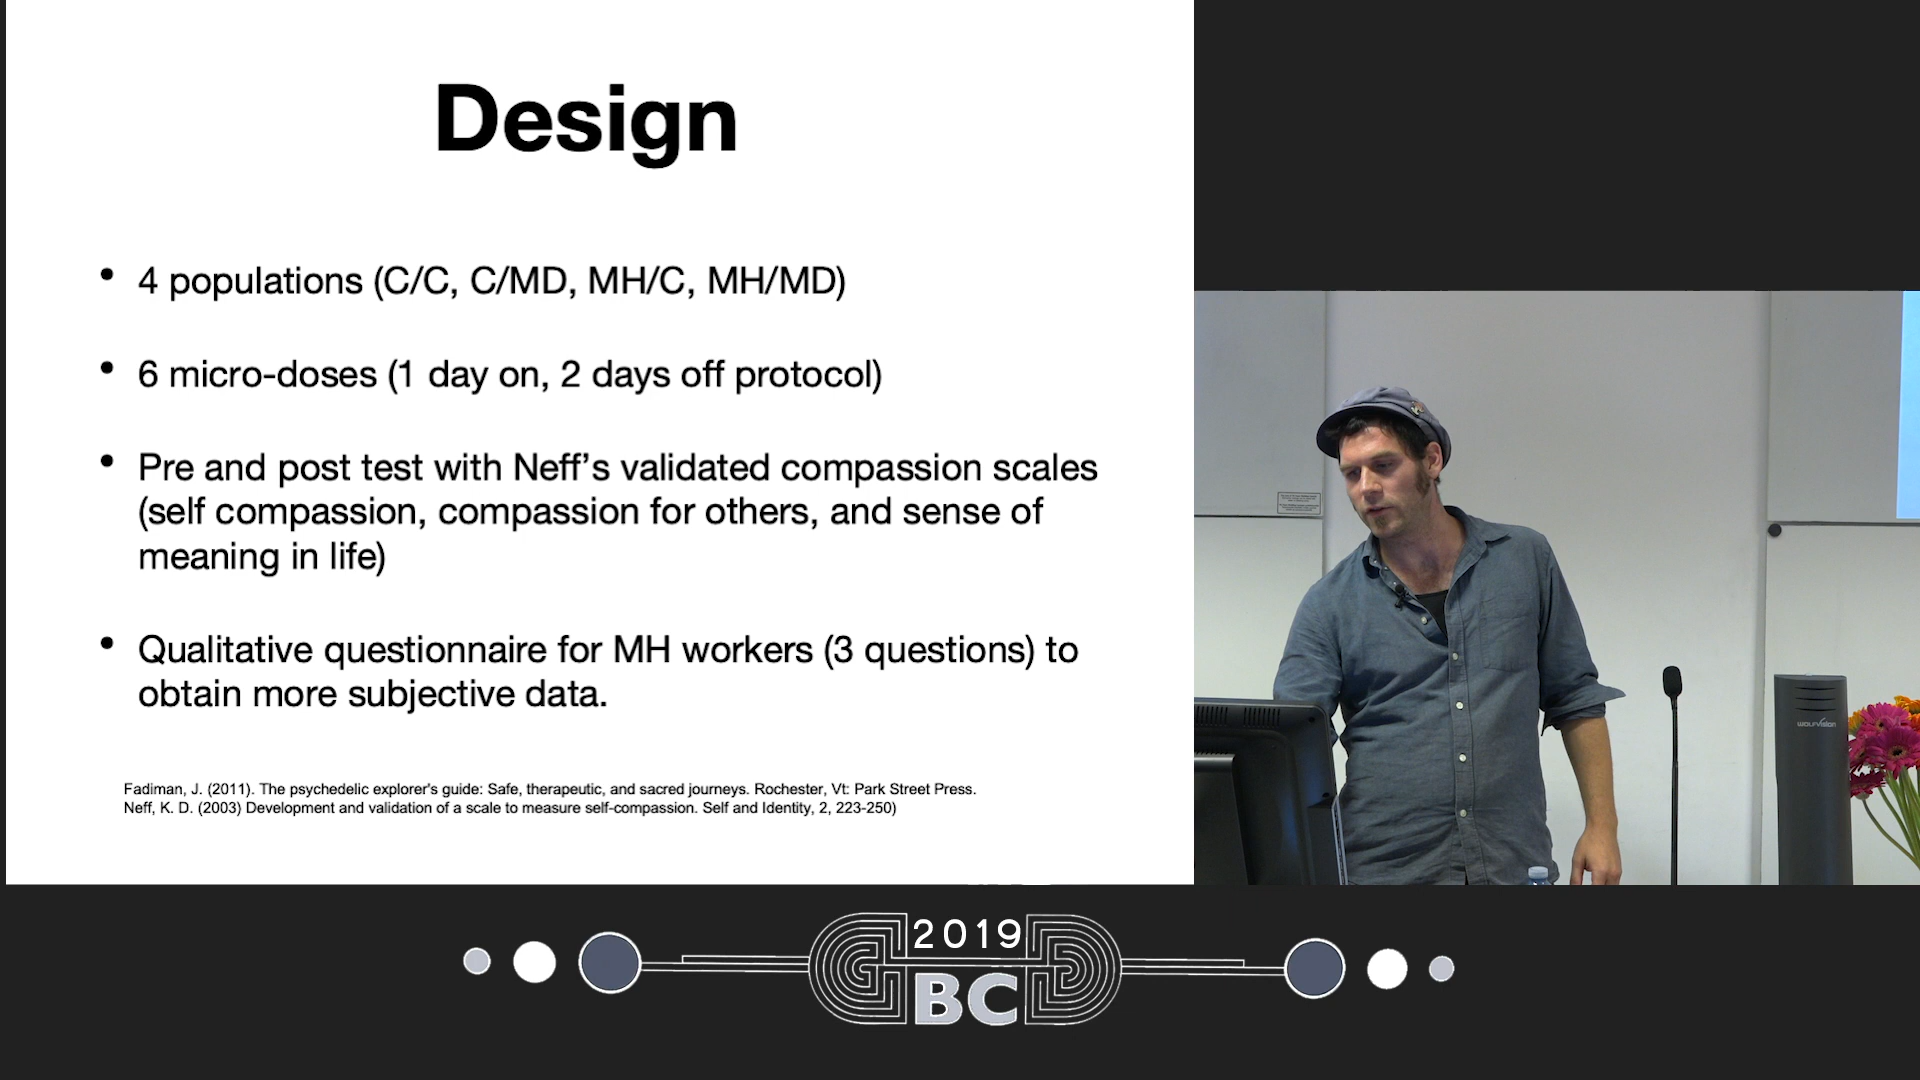 Design
• 4 populations (C/C, C/MD, MH/C, MH/MD)
• 6 micro-doses (1 day on, 2 days off protocol)
• Pre and post test with Neff’s validated compassion scales
(self compassion, compassion for others, and sense of
meaning in life)
• Qualitative questionnaire for MH workers (3 questions) to
obtain more subjective data.
Fadiman, J. (2011). The psychedelic explorer's guide: Safe, therapeutic, and sacred journeys. Rochester, Vt: Park Street Press.
Neff, K. D. (2003) Development and validation of a scale to measure self-compassion. Self and Identity, 2, 223-250)
WOLFVision
2019
BC